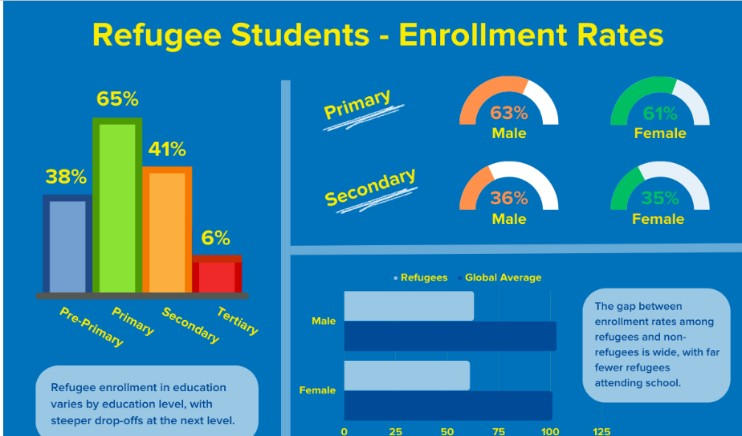 Refugee Students - Enrollment Rates
65%
41%
38%
6%
Pre-Primary
Primary
Secondary
Tertiary
Refugee enrollment in education
varies by education level, with
steeper drop-offs at the next level.
Primary
63%
Male
61%
Female
Secondary
36%
Male
35%
Female
Refugees
Global Average
Male
Female
0 25 50 75 100 125
The gap between
enrollment rates among
refugees and non-
refugees is wide, with far
fewer refugees
attending school.